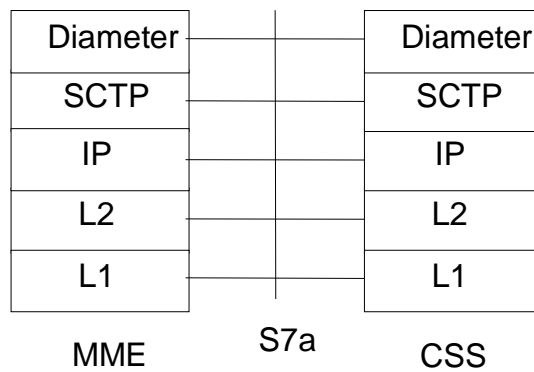 Diameter Diameter
SCTP SCTP
IP IP
L2 L2
L1 L1
MME S7a CSS